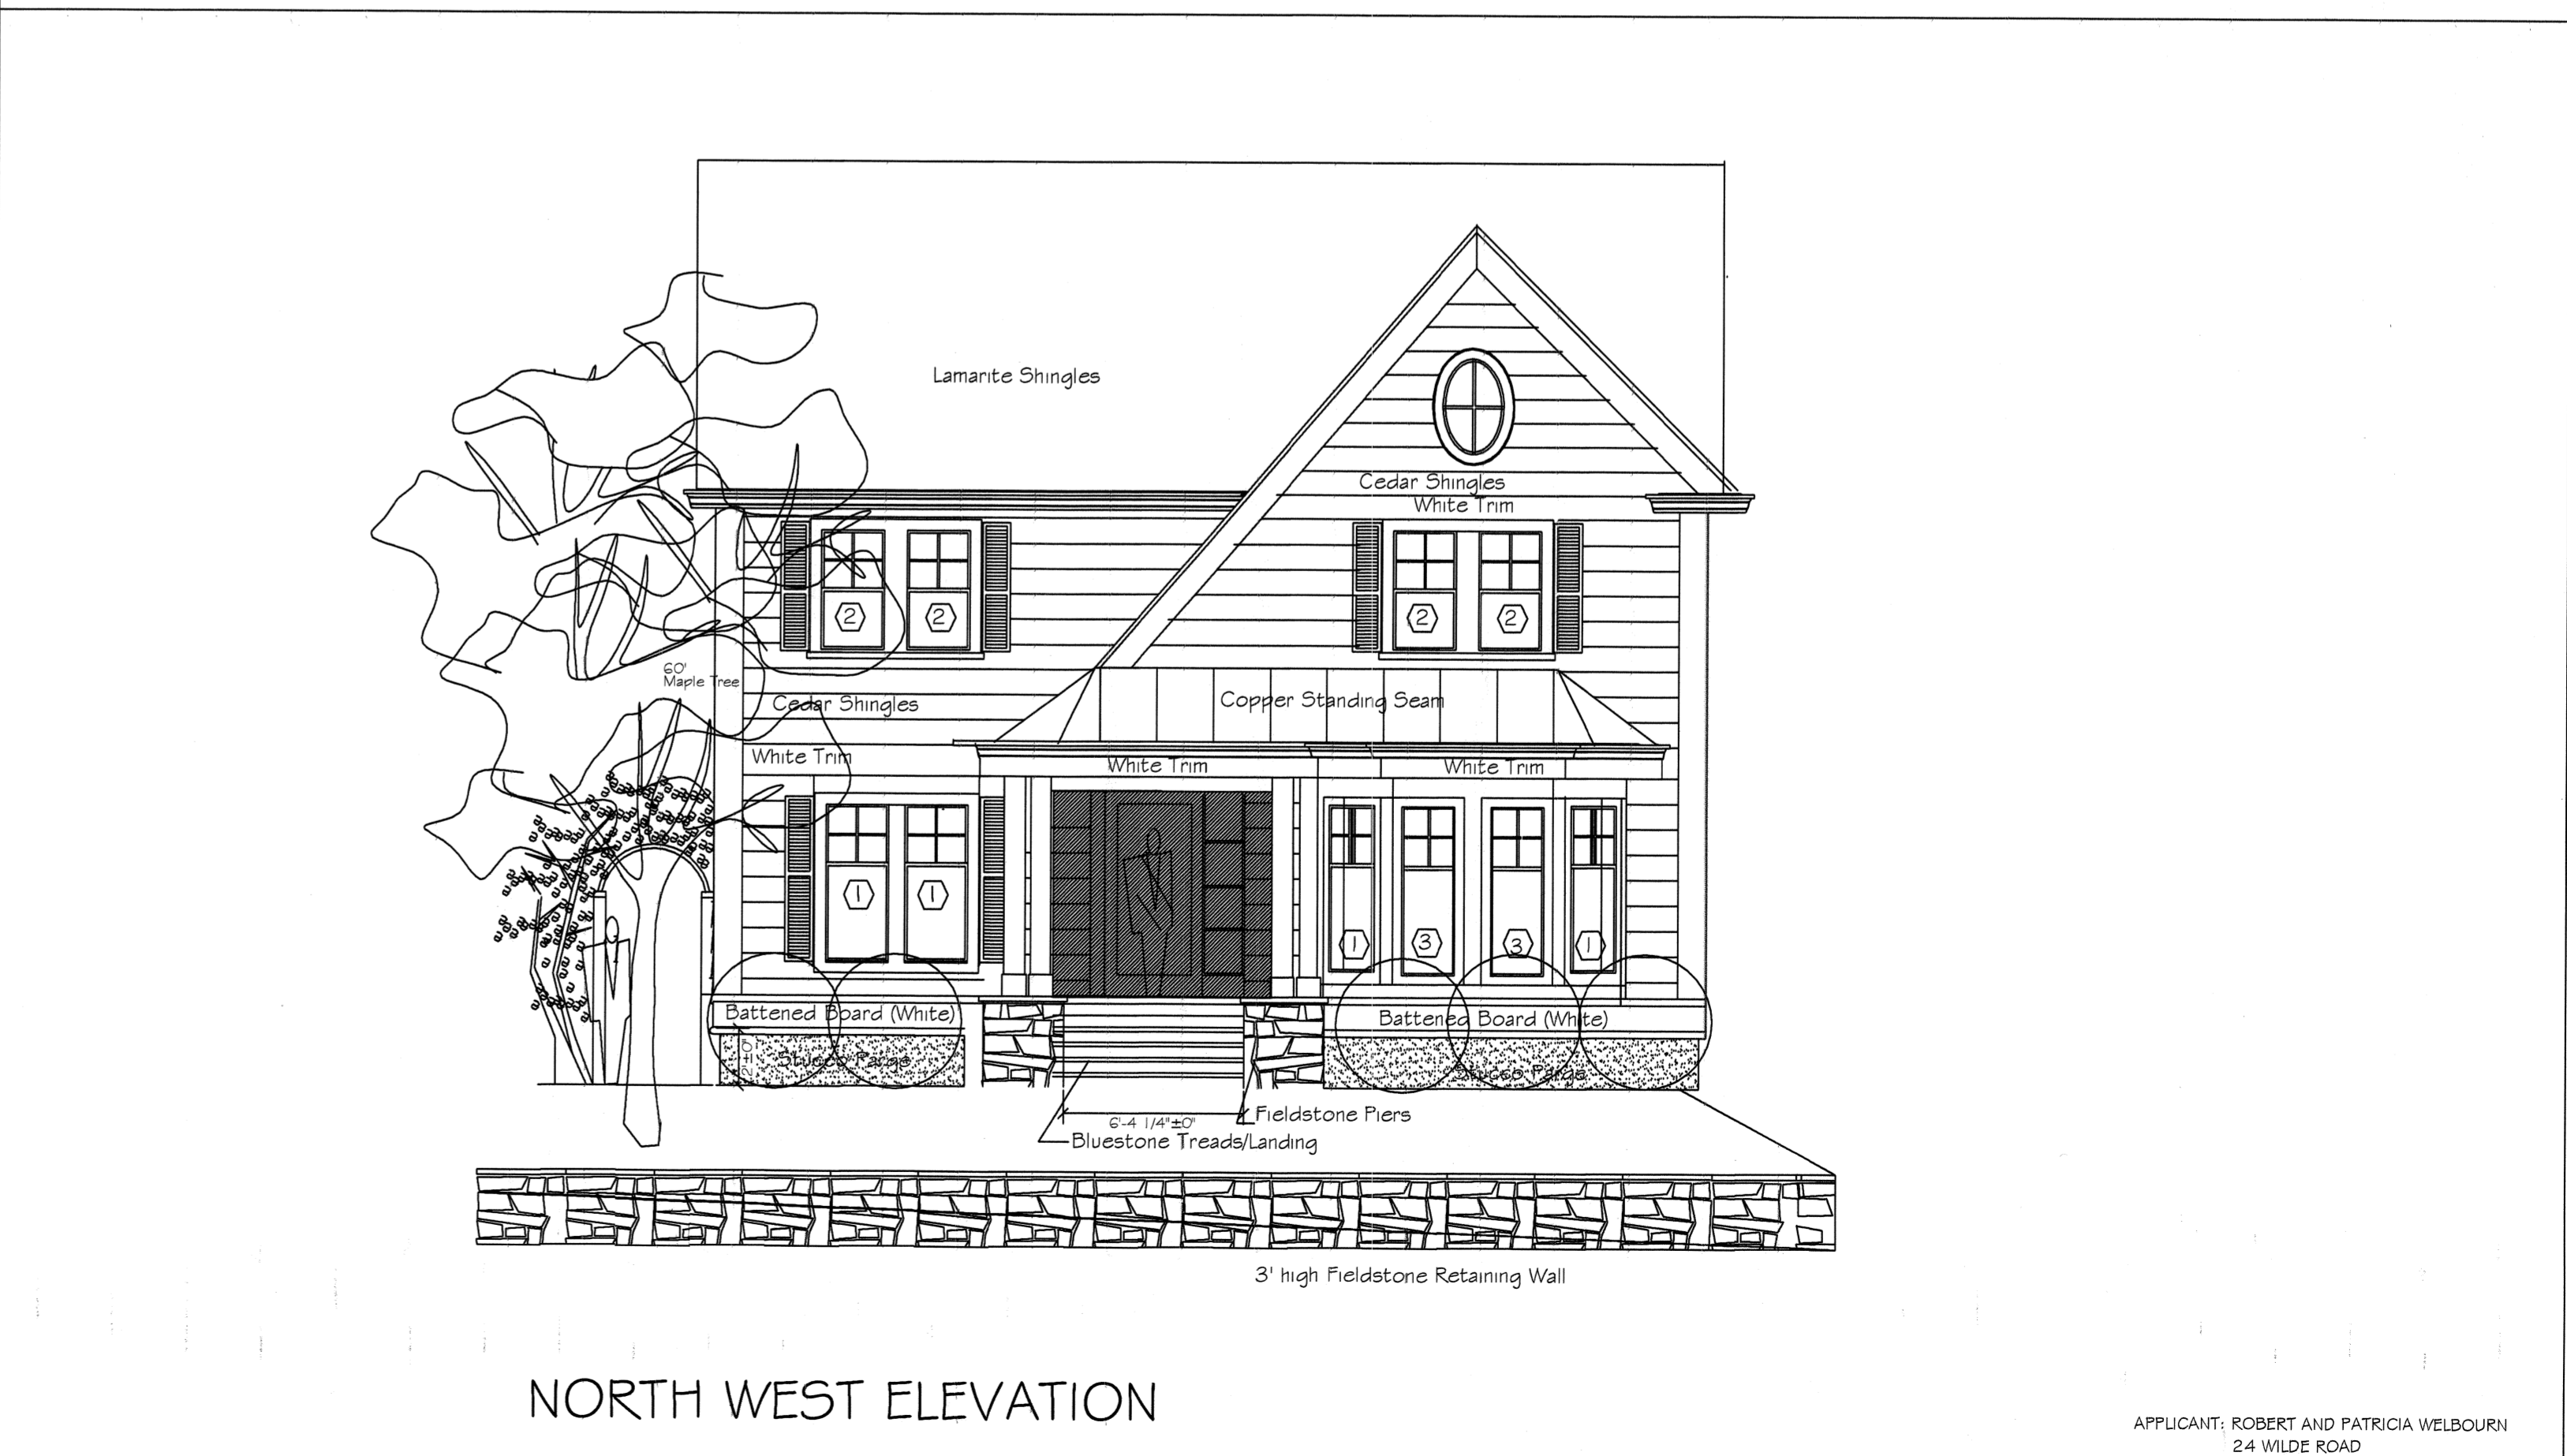 Lamarite Shingles
Cedar Shingles
White Trim
2
2
2
2
60'
Maple Tree
Cedar Shingles
Copper Standing Seam
White Trim
White Trim
White Trim
1
1
1
3
3
1
Battened Board (White)
Battened Board (White)
Stucco Parge
Stucco Parge
6'-4 1/4"±0"
Fieldstone Piers
Bluestone Treads/Landing
3' high Fieldstone Retaining Wall
NORTH WEST ELEVATION
APPLICANT: ROBERT AND PATRICIA WELBOURN
24 WILDE ROAD